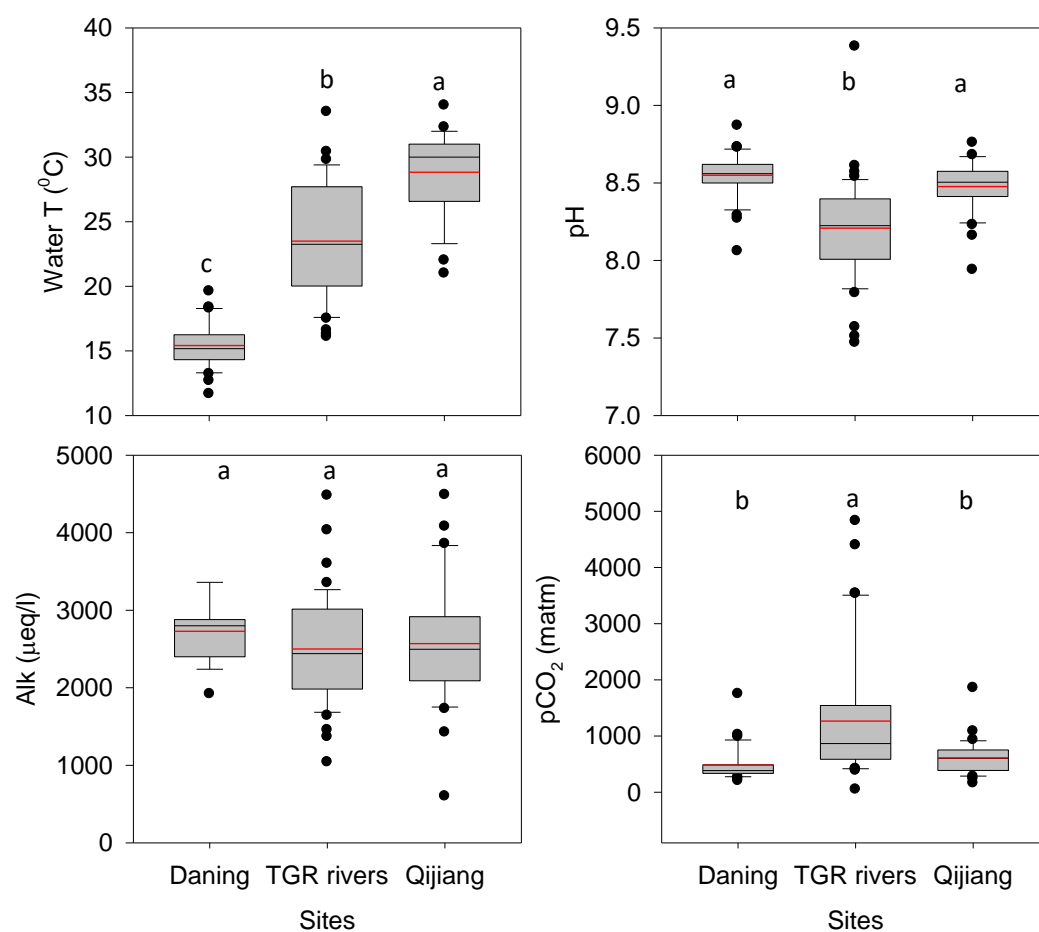 40
35
30
25
20
15
10
Water T (⁰C)
c
b
a
9.5
9.0
8.5
8.0
7.5
7.0
pH
a
b
a
5000
4000
3000
2000
1000
0
Alk (μeq/l)
a
a
a
Daning TGR rivers Qijiang
Sites
6000
5000
4000
3000
2000
1000
0
pCO₂ (matm)
b
a
b
Daning TGR rivers Qijiang
Sites